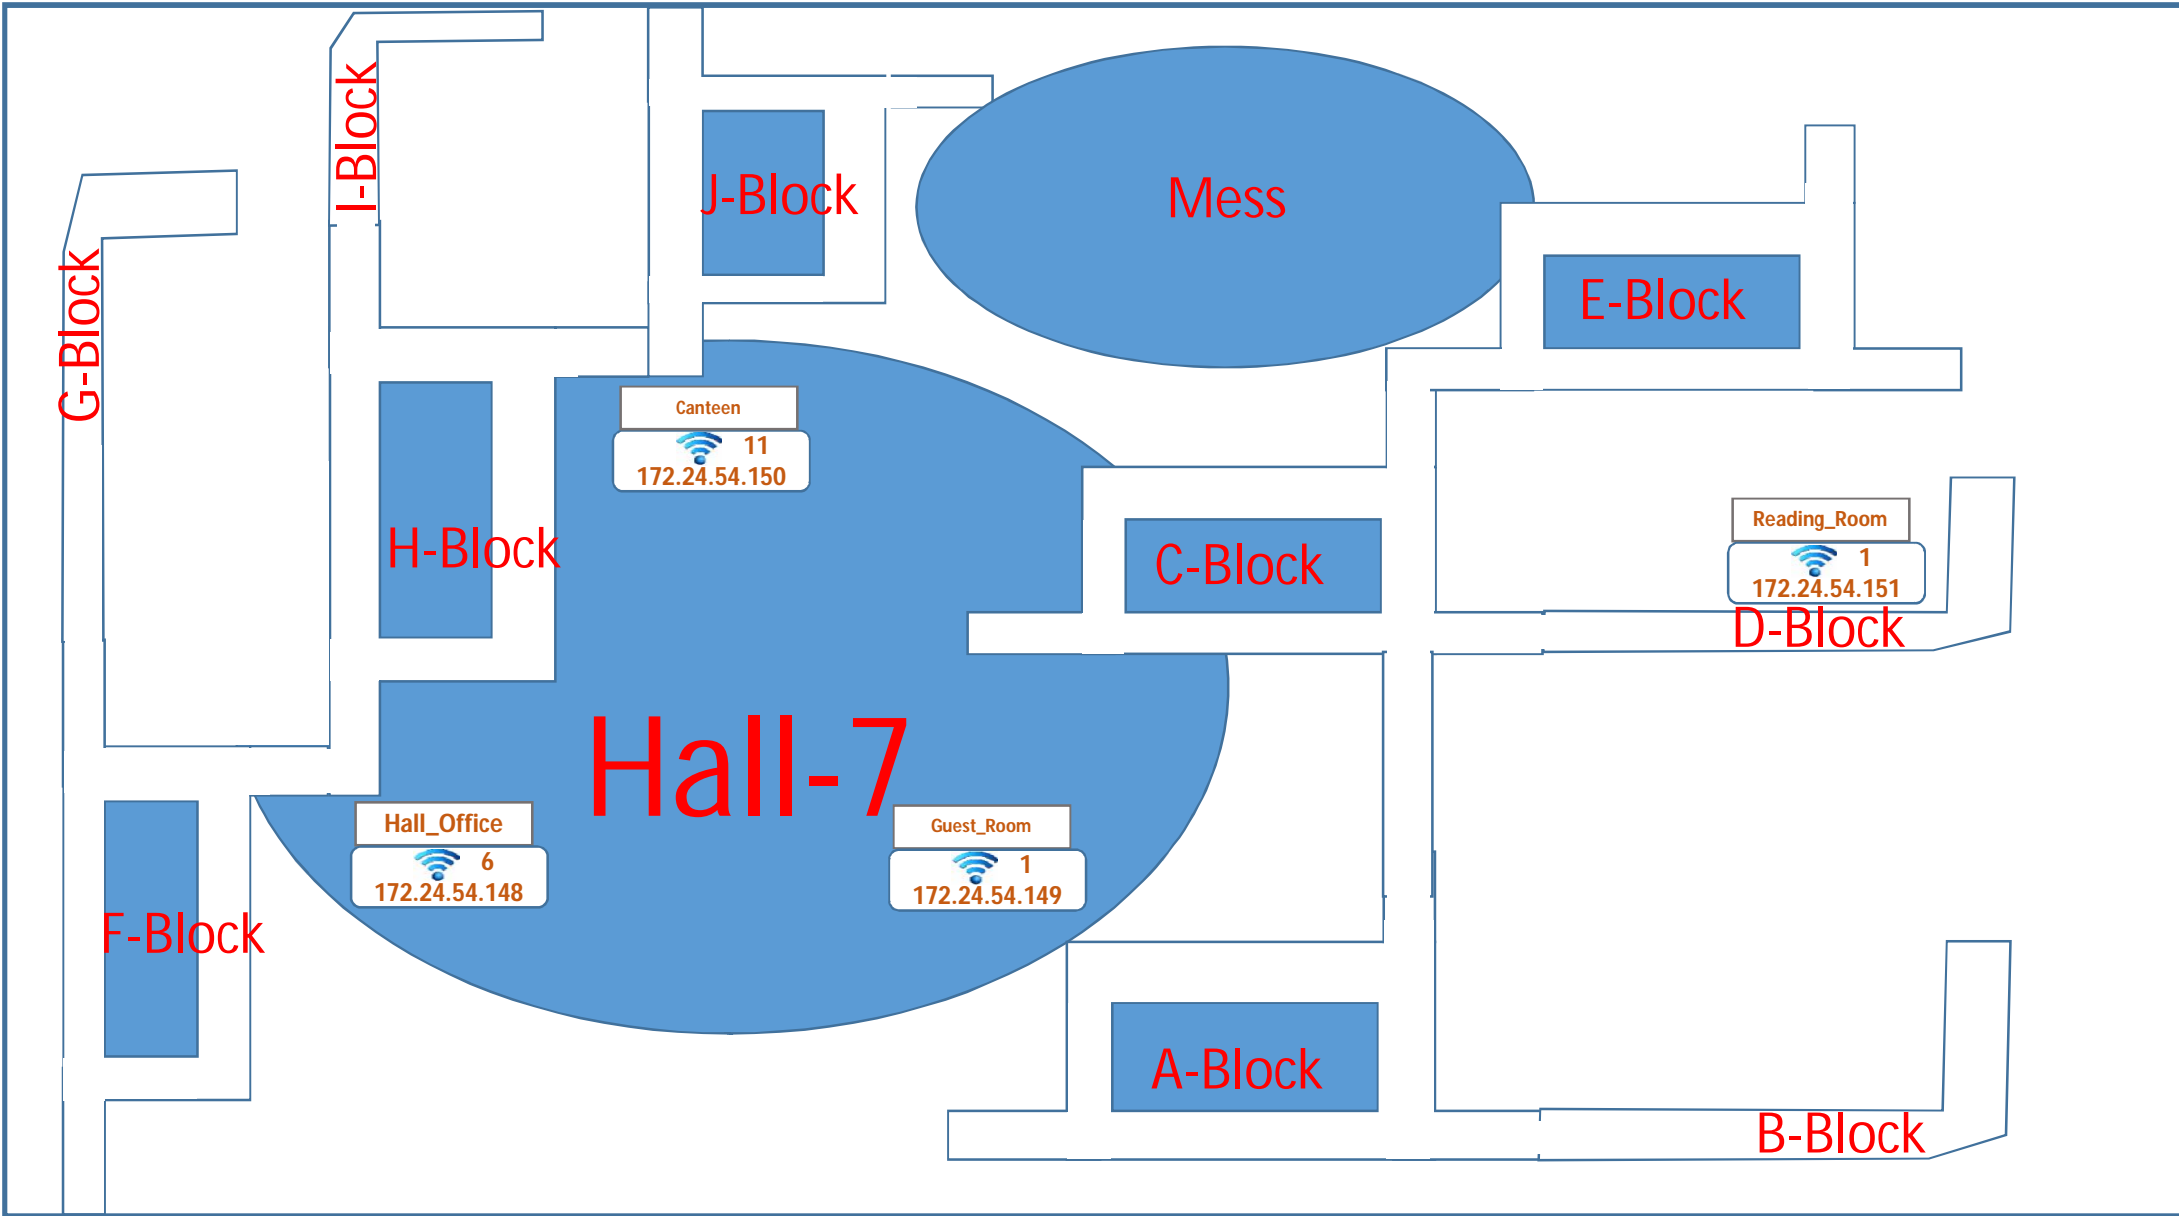 I-Block
J-Block
Mess
G-Block
E-Block
Canteen
11
172.24.54.150
H-Block
C-Block
Reading_Room
1
172.24.54.151
D-Block
Hall-7
Hall_Office
6
172.24.54.148
Guest_Room
1
172.24.54.149
F-Block
A-Block
B-Block